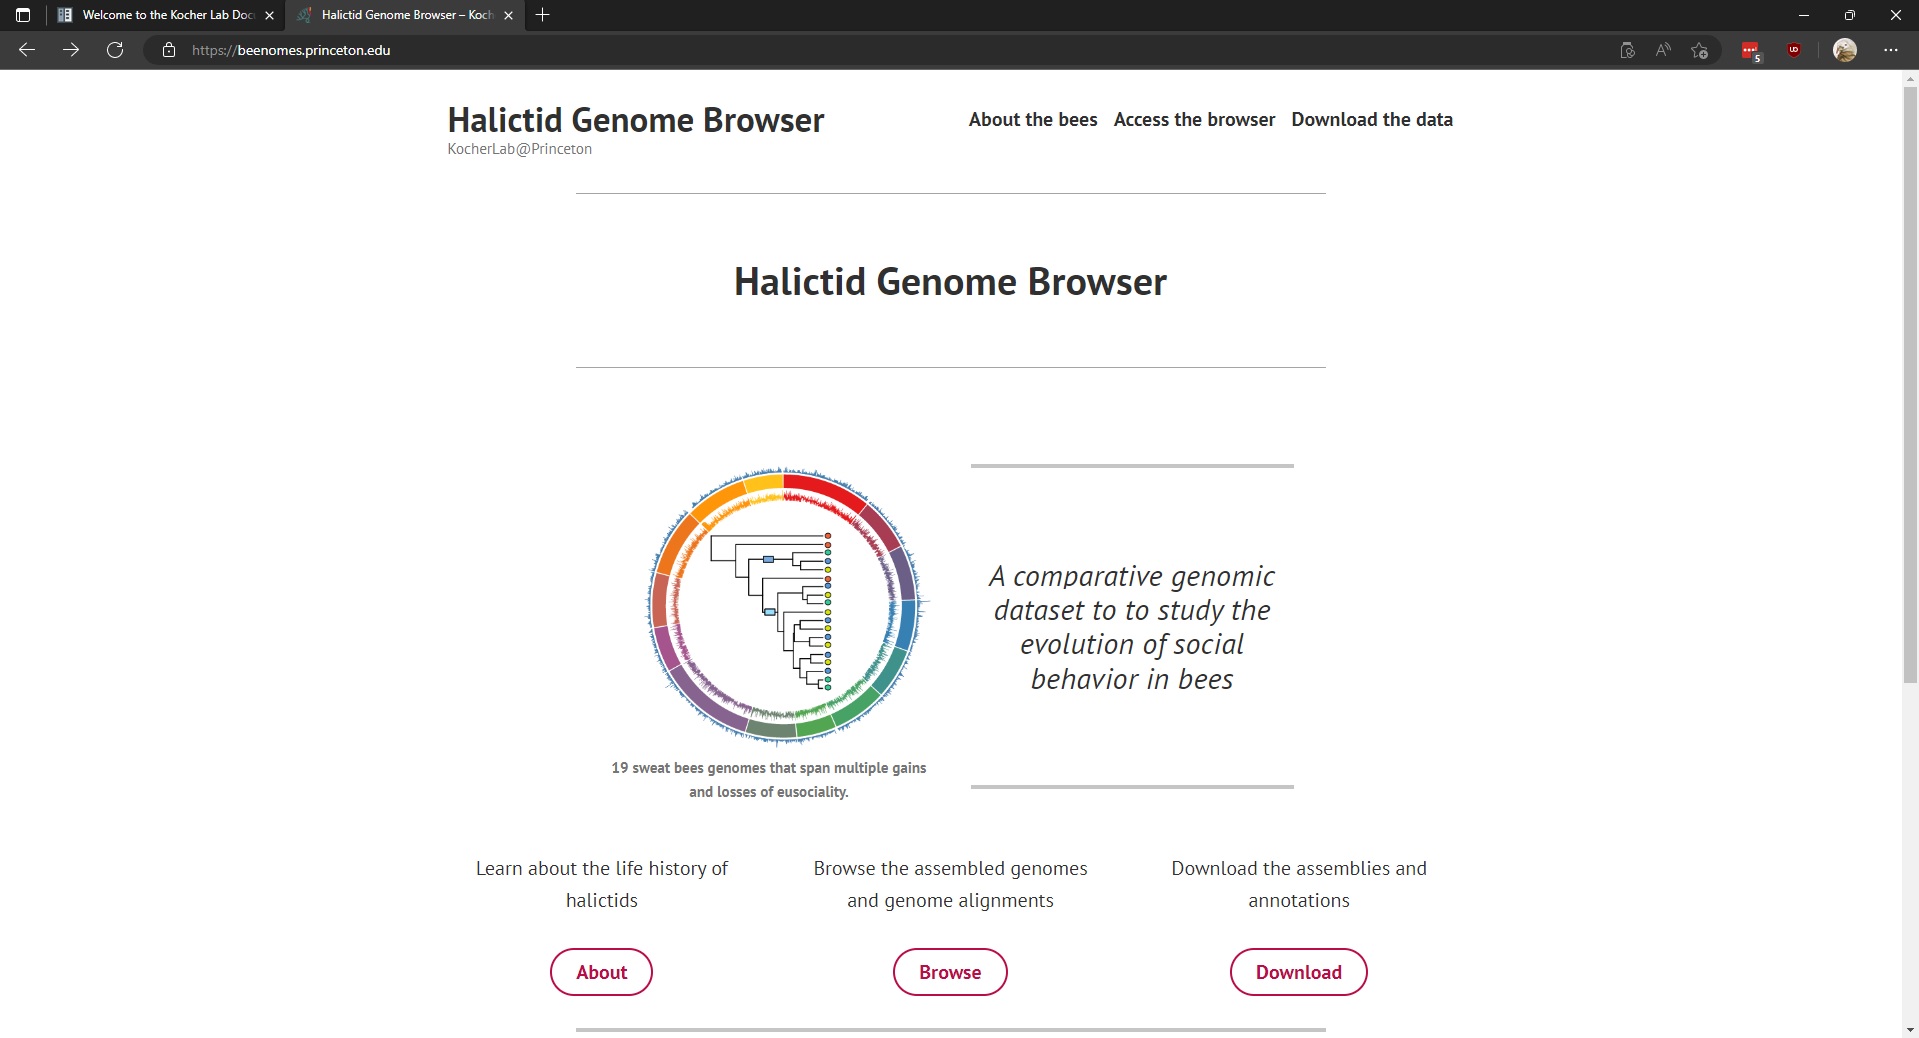 Welcome to the Kocher Lab Doc
Halictid Genome Browser – Koch
https://beenomes.princeton.edu
5
Halictid Genome Browser
KocherLab@Princeton
About the bees Access the browser Download the data
Halictid Genome Browser
A comparative genomic
dataset to to study the
evolution of social
behavior in bees
19 sweat bees genomes that span multiple gains
and losses of eusociality.
Learn about the life history of
halictids
About
Browse the assembled genomes
and genome alignments
Browse
Download the assemblies and
annotations
Download